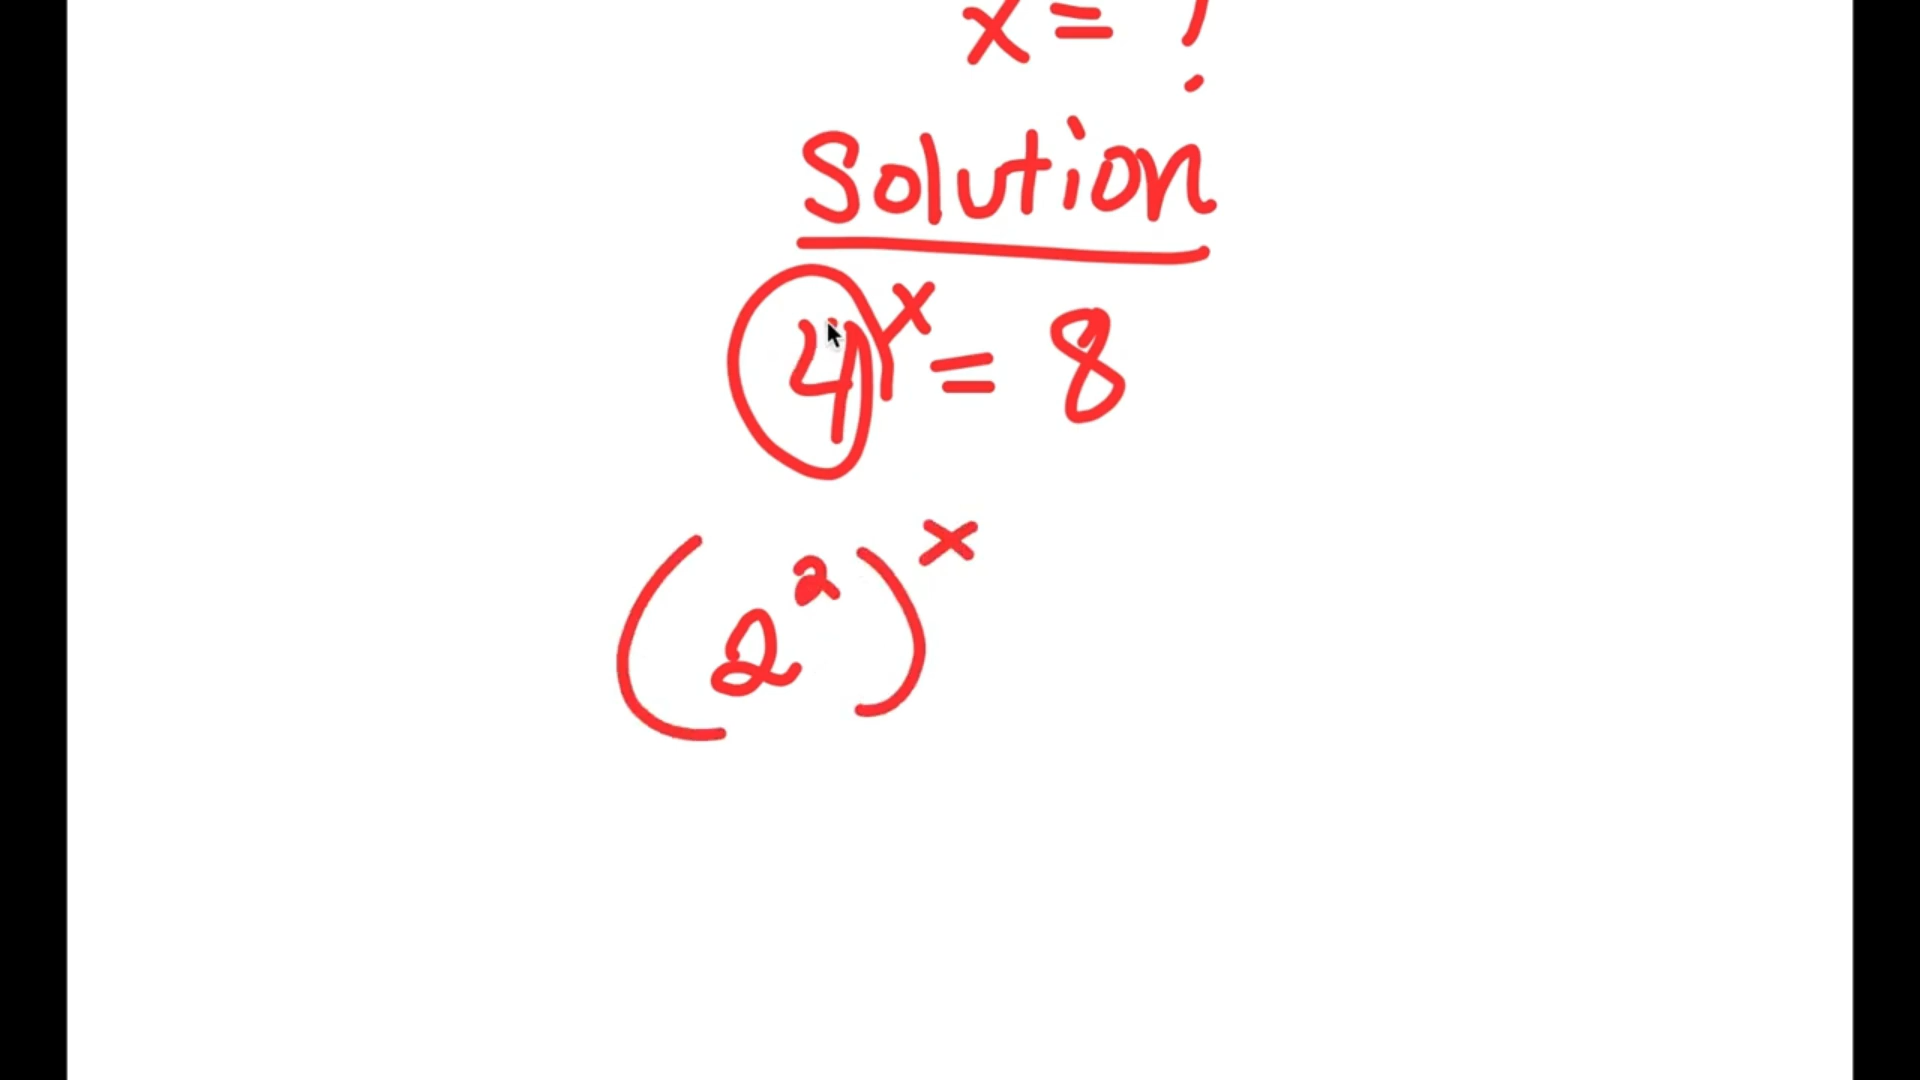 x = ?
Solution
4^x = 8
(2^2)^x